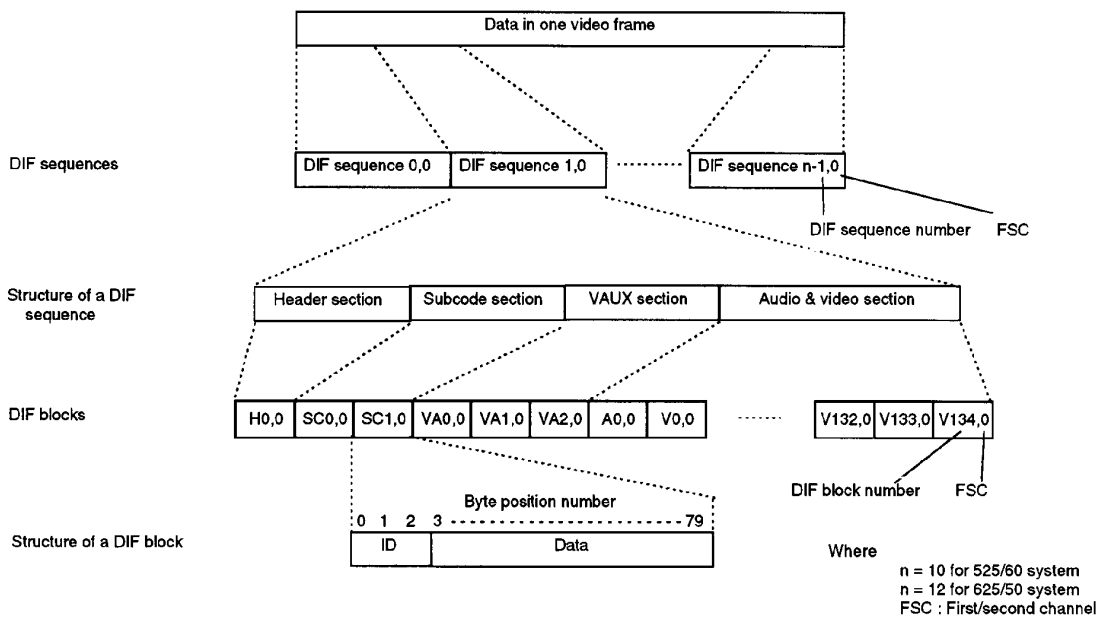 Data in one video frame
DIF sequences
DIF sequence 0,0 DIF sequence 1,0 DIF sequence n-1,0
DIF sequence number FSC
Structure of a DIF
sequence
Header section Subcode section VAUX section Audio & video section
DIF blocks
H0,0 SC0,0 SC1,0 VA0,0 VA1,0 VA2,0 A0,0 V0,0 V132,0 V133,0 V134,0
DIF block number FSC
Byte position number
0 1 2 3 79
Structure of a DIF block
ID Data
Where
n = 10 for 525/60 system
n = 12 for 625/50 system
FSC : First/second channel